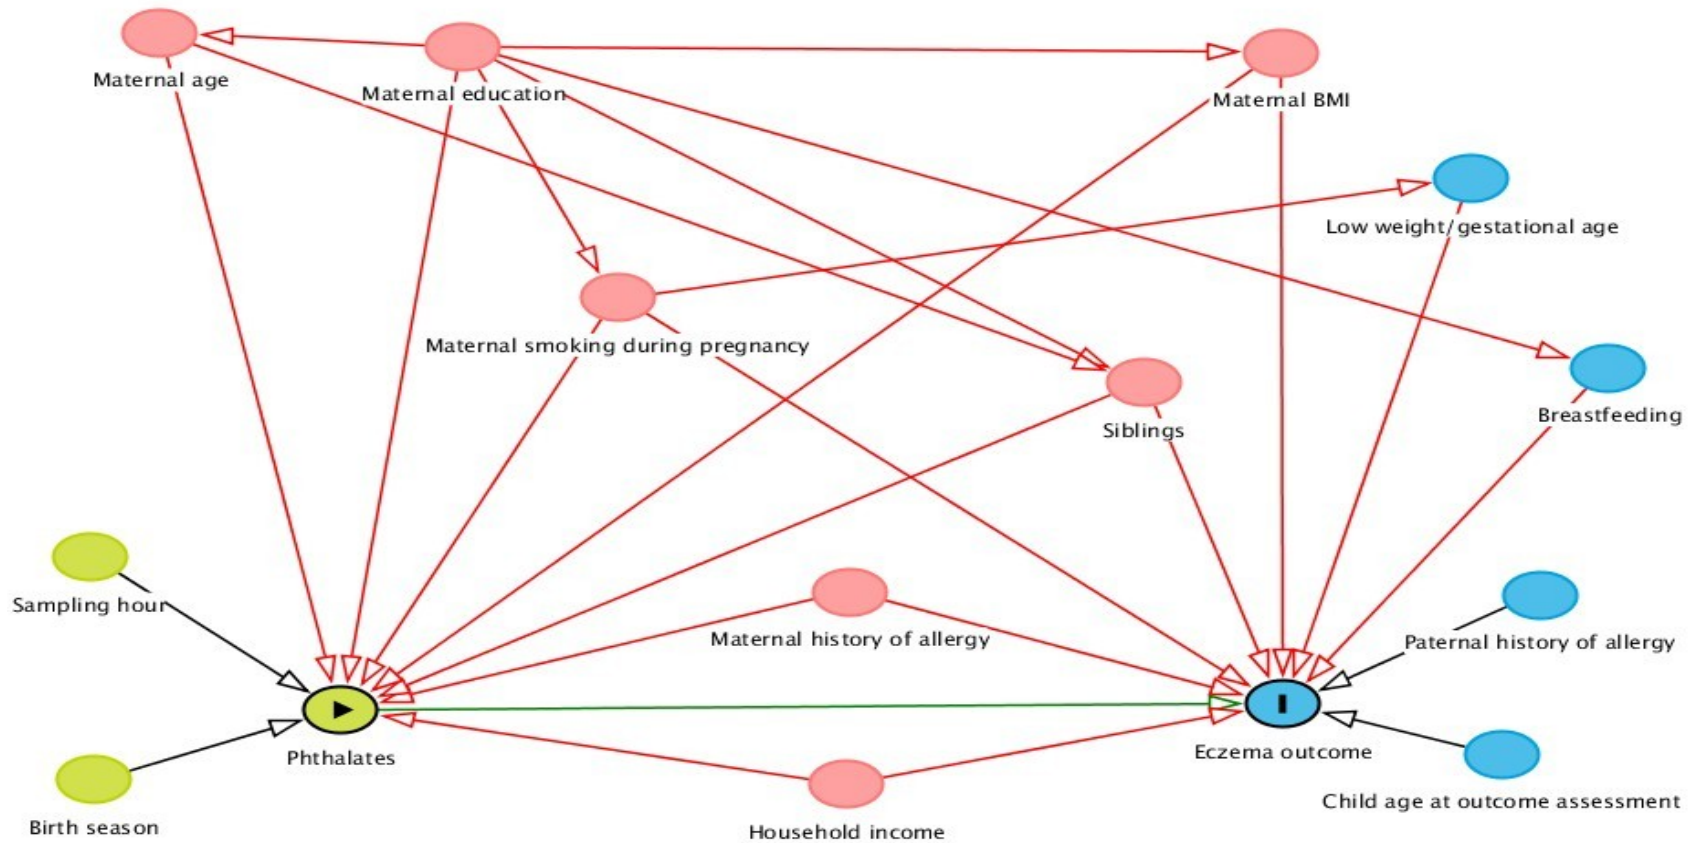 Maternal age
Maternal education
Maternal BMI
Low weight/gestational age
Maternal smoking during pregnancy
Breastfeeding
Siblings
Sampling hour
Maternal history of allergy
Paternal history of allergy
Phthalates
Eczema outcome
Birth season
Household income
Child age at outcome assessment